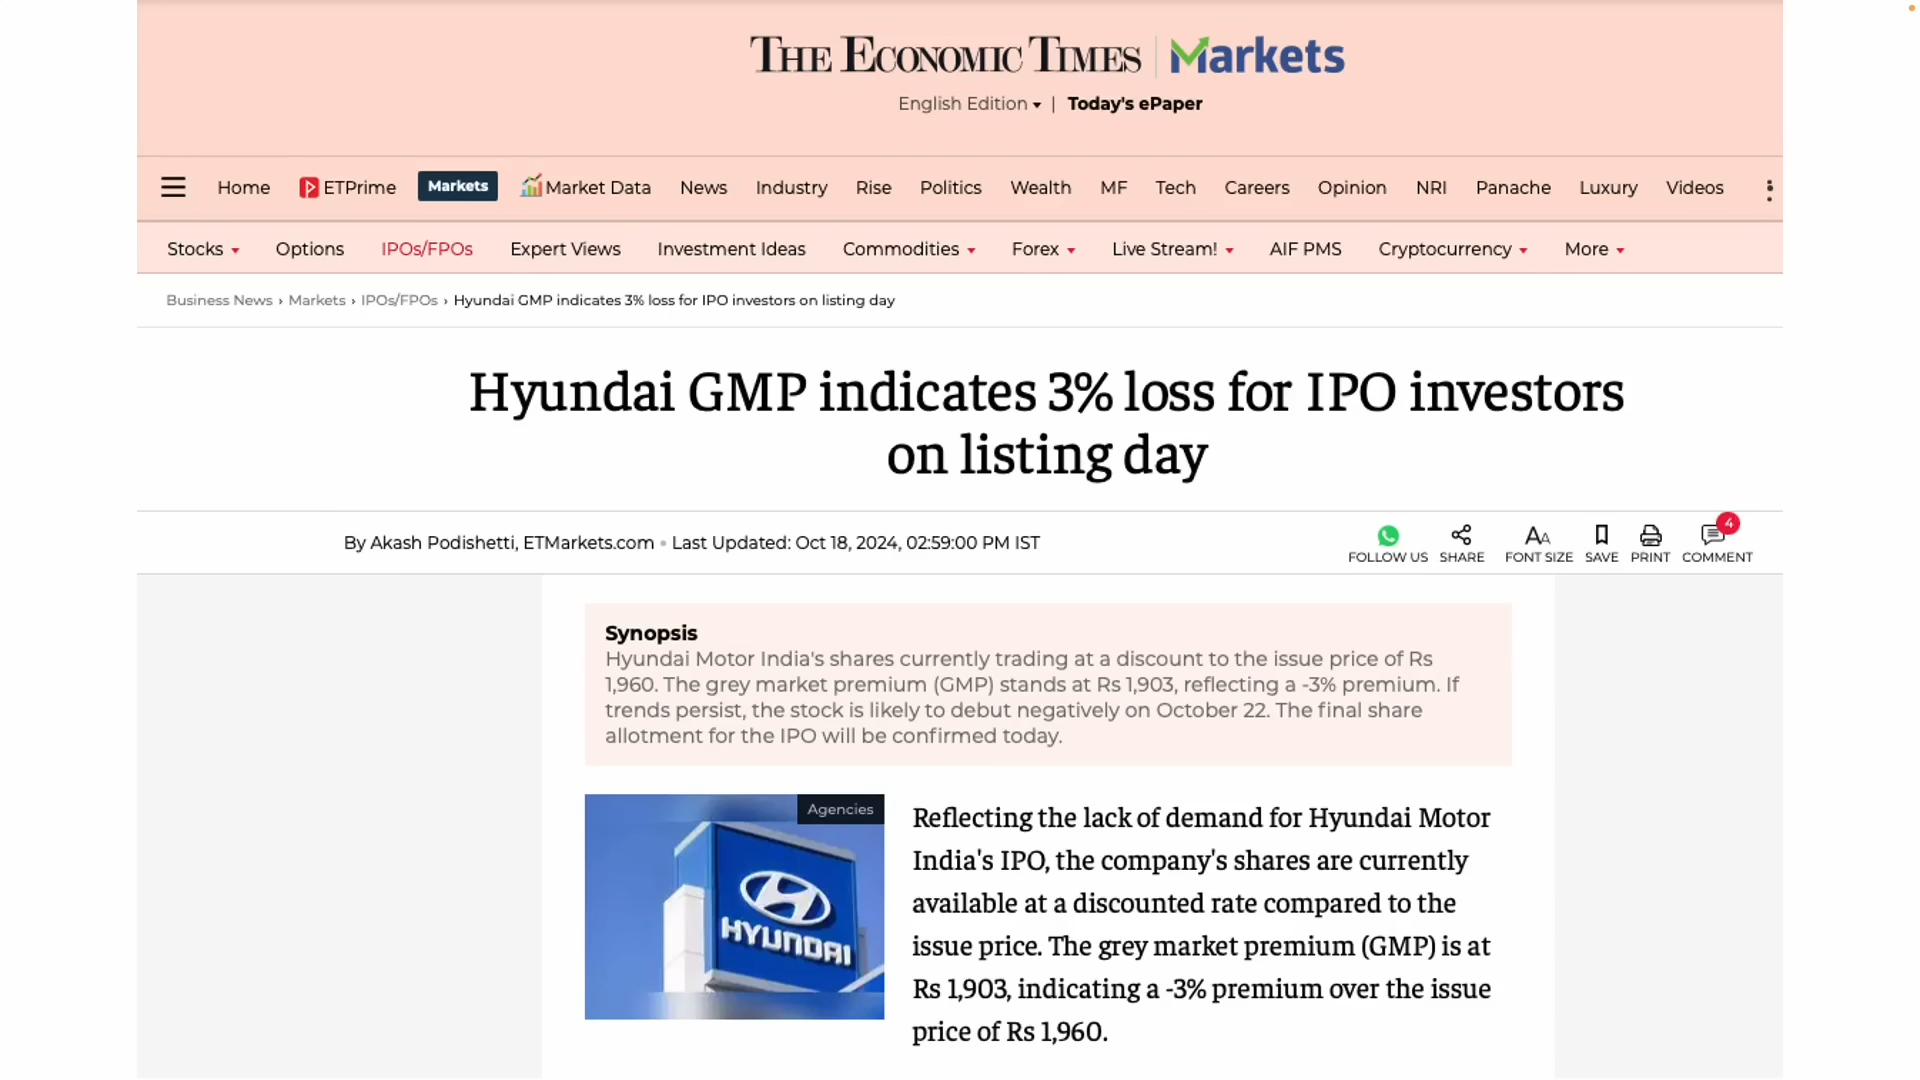 THE ECONOMIC TIMES | Markets
English Edition | Today's ePaper
Home ETPrime Markets Market Data News Industry Rise Politics Wealth MF Tech Careers Opinion NRI Panache Luxury Videos
Stocks Options IPOs/FPOs Expert Views Investment Ideas Commodities Forex Live Stream! AIF PMS Cryptocurrency More
Business News › Markets › IPOs/FPOs › Hyundai GMP indicates 3% loss for IPO investors on listing day
Hyundai GMP indicates 3% loss for IPO investors
on listing day
By Akash Podishetti, ETMarkets.com • Last Updated: Oct 18, 2024, 02:59:00 PM IST
4
FOLLOW US SHARE FONT SIZE SAVE PRINT COMMENT
Synopsis
Hyundai Motor India's shares currently trading at a discount to the issue price of Rs
1,960. The grey market premium (GMP) stands at Rs 1,903, reflecting a -3% premium. If
trends persist, the stock is likely to debut negatively on October 22. The final share
allotment for the IPO will be confirmed today.
Agencies
HYUNDAI
Reflecting the lack of demand for Hyundai Motor
India's IPO, the company's shares are currently
available at a discounted rate compared to the
issue price. The grey market premium (GMP) is at
Rs 1,903, indicating a -3% premium over the issue
price of Rs 1,960.